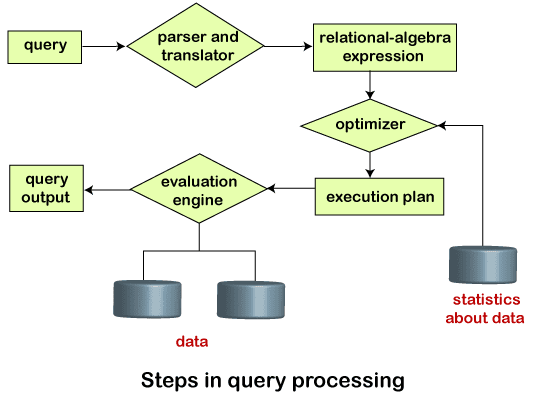 query
parser and
translator
relational-algebra
expression
optimizer
query
output
evaluation
engine
execution plan
statistics
about data
data
Steps in query processing